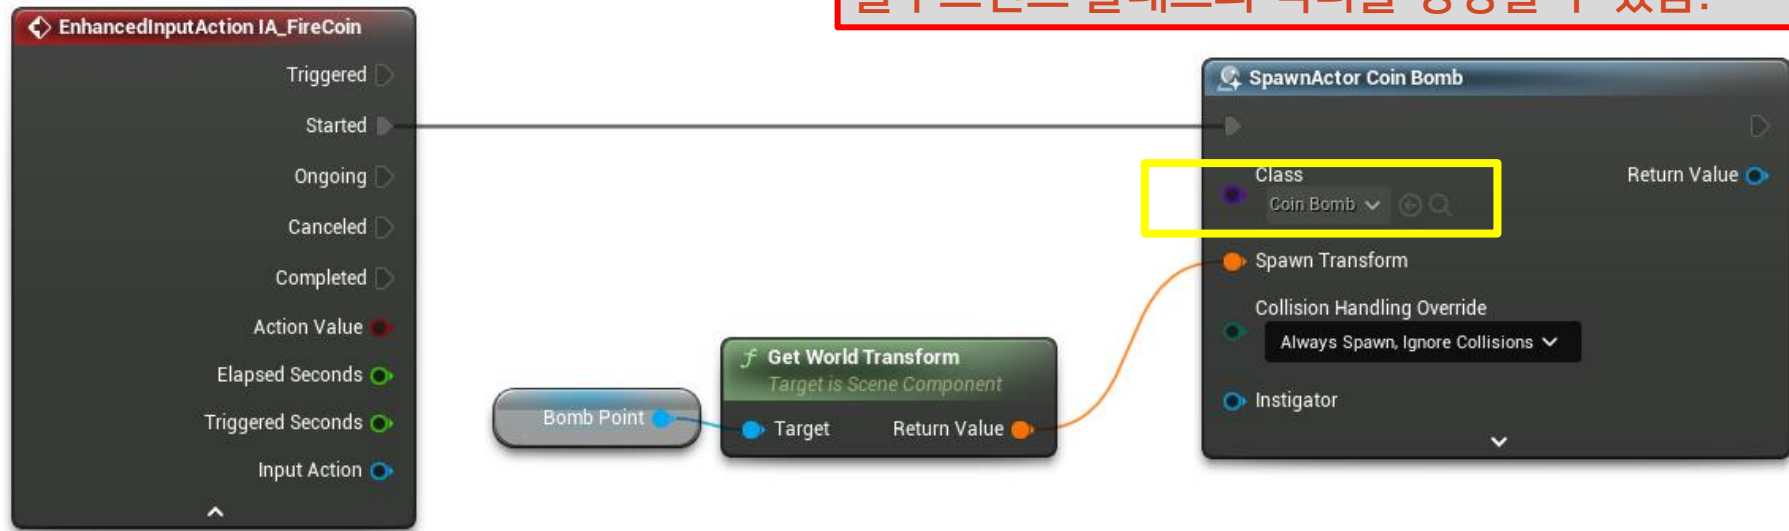 EnhancedInputAction IA_FireCoin
Triggered
Started
Ongoing
Canceled
Completed
Action Value
Elapsed Seconds
Triggered Seconds
Input Action
Bomb Point
f Get World Transform
Target is Scene Component
Target
Return Value
SpawnActor Coin Bomb
Class
Coin Bomb
Return Value
Spawn Transform
Collision Handling Override
Always Spawn, Ignore Collisions
Instigator